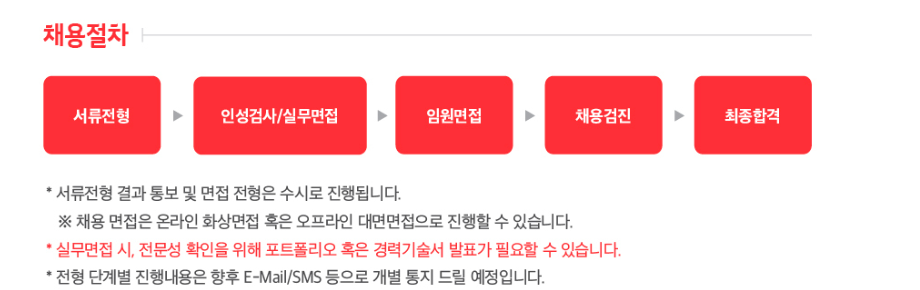 채용절차
서류전형 ▶ 인성검사/실무면접 ▶ 임원면접 ▶ 채용검진 ▶ 최종합격
* 서류전형 결과 통보 및 면접 전형은 수시로 진행됩니다.
※ 채용 면접은 온라인 화상면접 혹은 오프라인 대면면접으로 진행할 수 있습니다.
* 실무면접 시, 전문성 확인을 위해 포트폴리오 혹은 경력기술서 발표가 필요할 수 있습니다.
* 전형 단계별 진행내용은 향후 E-Mail/SMS 등으로 개별 통지 드릴 예정입니다.